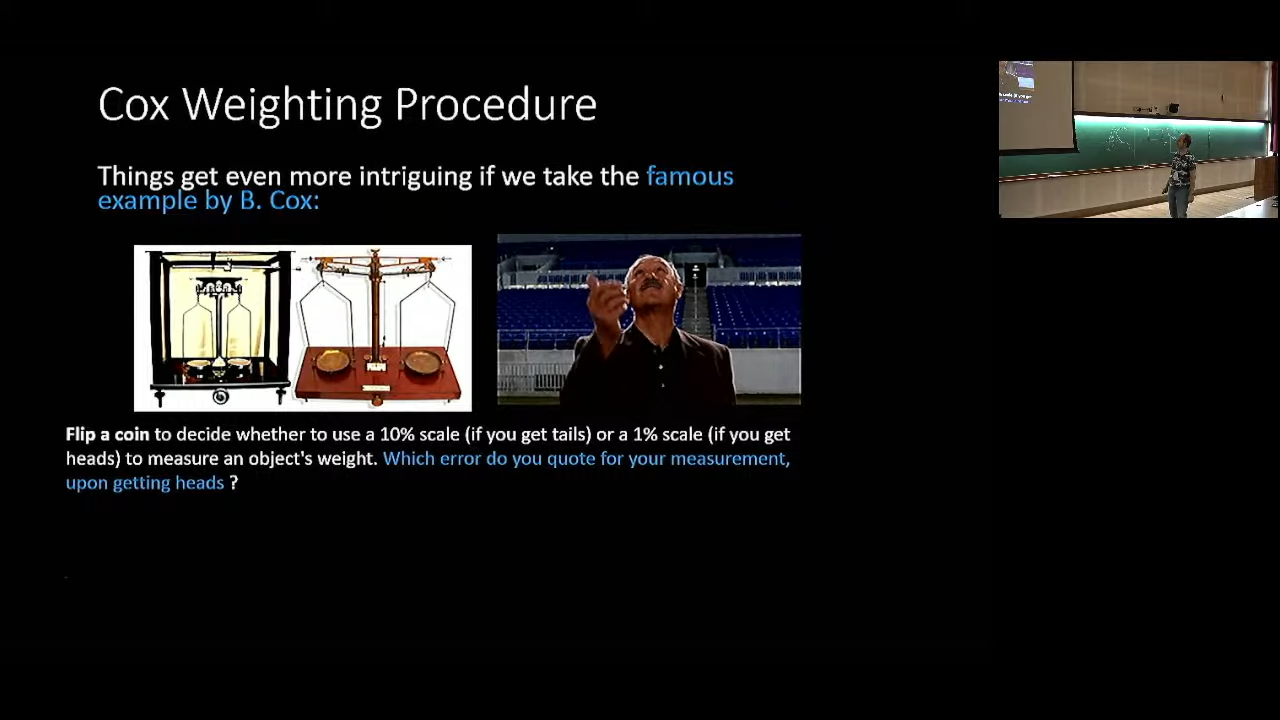 Cox Weighting Procedure
Things get even more intriguing if we take the famous
example by B. Cox:
Flip a coin to decide whether to use a 10% scale (if you get tails) or a 1% scale (if you get
heads) to measure an object's weight. Which error do you quote for your measurement,
upon getting heads ?